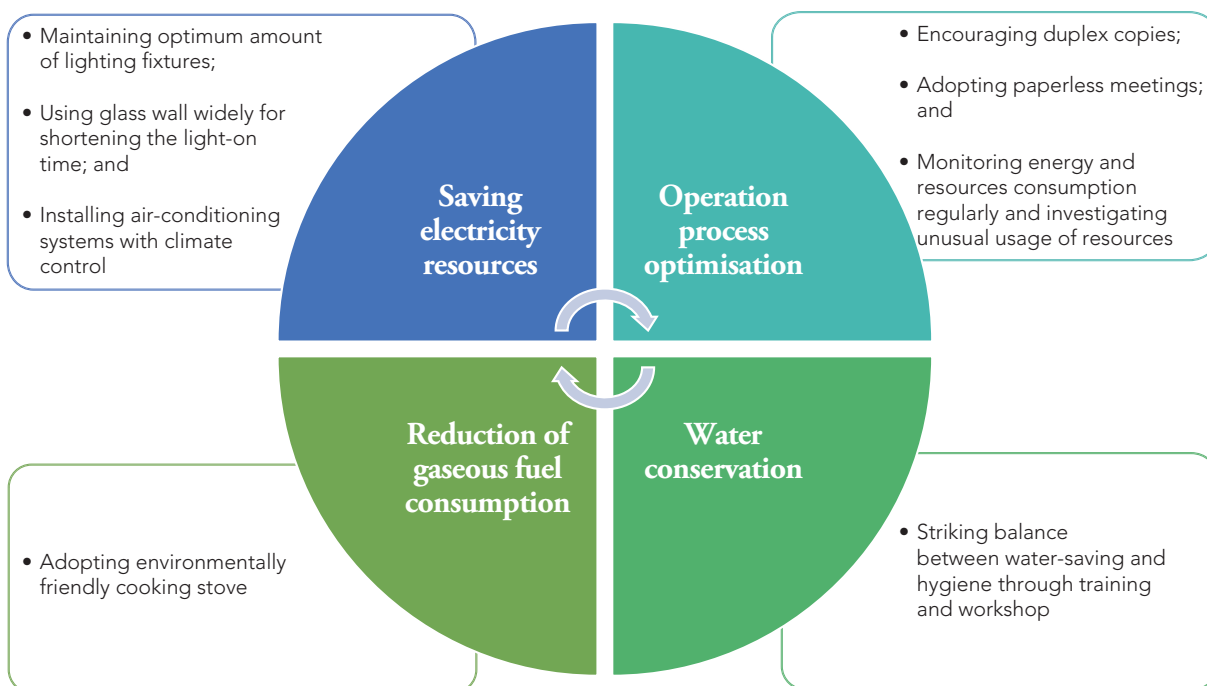 • Maintaining optimum amount
of lighting fixtures;
• Using glass wall widely for
shortening the light-on
time; and
• Installing air-conditioning
systems with climate
control
Saving
electricity
resources
Operation
process
optimisation
• Encouraging duplex copies;
• Adopting paperless meetings;
and
• Monitoring energy and
resources consumption
regularly and investigating
unusual usage of resources
• Adopting environmentally
friendly cooking stove
Reduction of
gaseous fuel
consumption
Water
conservation
• Striking balance
between water-saving and
hygiene through training
and workshop